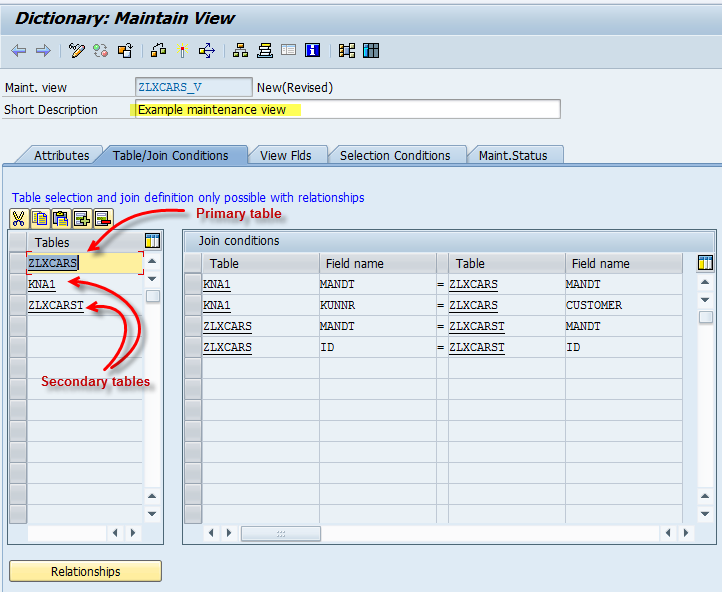 Dictionary: Maintain View
Maint. view ZLXCARS_V New(Revised)
Short Description Example maintenance view
Attributes Table/Join Conditions View Flds Selection Conditions Maint.Status
Table selection and join definition only possible with relationships
Primary table
Tables
ZLXCARS
KNA1
ZLXCARST
Secondary tables
Join conditions
Table Field name Table Field name
KNA1 MANDT = ZLXCARS MANDT
KNA1 KUNNR = ZLXCARS CUSTOMER
ZLXCARS MANDT = ZLXCARST MANDT
ZLXCARS ID = ZLXCARST ID
Relationships